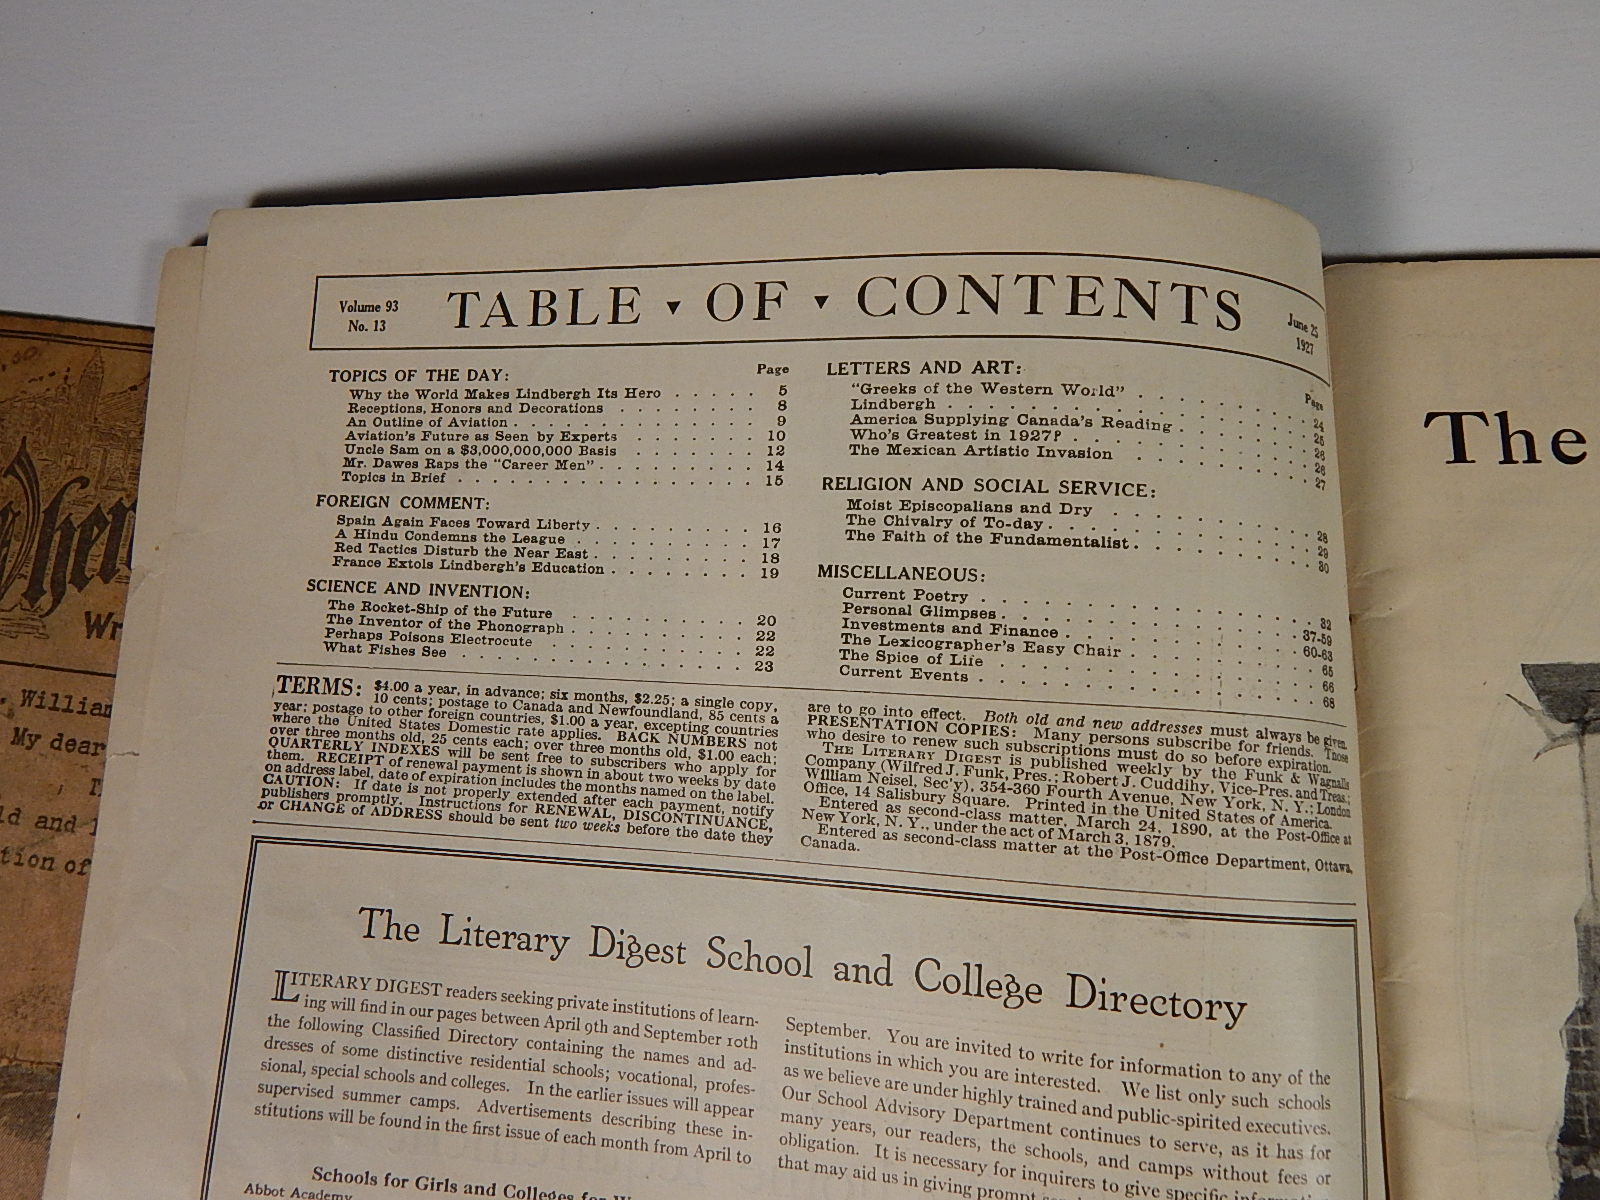 Volume 93
No. 13
TABLE ▾ OF ▾ CONTENTS
June 25
1927
TOPICS OF THE DAY: Page
Why the World Makes Lindbergh Its Hero . . . . . 5
Receptions, Honors and Decorations . . . . . . . . 8
An Outline of Aviation . . . . . . . . . . . . . . . 9
Aviation's Future as Seen by Experts . . . . . . . 10
Uncle Sam on a $3,000,000,000 Basis . . . . . . . 12
Mr. Dawes Raps the "Career Men" . . . . . . . . . 14
Topics in Brief . . . . . . . . . . . . . . . . . . 15
FOREIGN COMMENT:
Spain Again Faces Toward Liberty . . . . . . . . . 16
A Hindu Condemns the League . . . . . . . . . . 17
Red Tactics Disturb the Near East . . . . . . . . . 18
France Extols Lindbergh's Education . . . . . . . . 19
SCIENCE AND INVENTION:
The Rocket-Ship of the Future . . . . . . . . . . 20
The Inventor of the Phonograph . . . . . . . . . . 22
Perhaps Poisons Electrocute . . . . . . . . . . . 22
What Fishes See . . . . . . . . . . . . . . . . 23
LETTERS AND ART:
Page
"Greeks of the Western World" . . . . . . . . . . 24
Lindbergh . . . . . . . . . . . . . . . . . . . 25
America Supplying Canada's Reading . . . . . . . . 26
Who's Greatest in 1927? . . . . . . . . . . . . . 26
The Mexican Artistic Invasion . . . . . . . . . . 27
RELIGION AND SOCIAL SERVICE:
Moist Episcopalians and Dry . . . . . . . . . . . 28
The Chivalry of To-day . . . . . . . . . . . . . 29
The Faith of the Fundamentalist . . . . . . . . . . 30
MISCELLANEOUS:
Current Poetry . . . . . . . . . . . . . . . . . 32
Personal Glimpses . . . . . . . . . . . . . . . 37-59
Investments and Finance . . . . . . . . . . . . 60-63
The Lexicographer's Easy Chair . . . . . . . . . . 65
The Spice of Life . . . . . . . . . . . . . . . . 66
Current Events . . . . . . . . . . . . . . . . . 68
TERMS: $4.00 a year, in advance; six months, $2.25; a single copy,
10 cents; postage to Canada and Newfoundland, 85 cents a
year; postage to other foreign countries, $1.00 a year, excepting countries
where the United States Domestic rate applies. BACK NUMBERS not
over three months old, 25 cents each; over three months old, $1.00 each;
QUARTERLY INDEXES will be sent free to subscribers who apply for
them. RECEIPT of renewal payment is shown in about two weeks by date
on address label, date of expiration includes the months named on the label.
CAUTION: If date is not properly extended after each payment, notify
publishers promptly. Instructions for RENEWAL, DISCONTINUANCE,
or CHANGE of ADDRESS should be sent two weeks before the date they
are to go into effect. Both old and new addresses must always be given.
PRESENTATION COPIES: Many persons subscribe for friends. Those
who desire to renew such subscriptions must do so before expiration.
THE LITERARY DIGEST is published weekly by the Funk & Wagnalls
Company (Wilfred J. Funk, Pres.; Robert J. Cuddihy, Vice-Pres. and Treas.;
William Neisel, Sec'y), 354-360 Fourth Avenue, New York, N. Y.; London
Office, 14 Salisbury Square. Printed in the United States of America.
Entered as second-class matter, March 24, 1890, at the Post-Office at
New York, N. Y., under the act of March 3, 1879.
Entered as second-class matter at the Post-Office Department, Ottawa,
Canada.
The Literary Digest School and College Directory
LITERARY DIGEST readers seeking private institutions of learn-
ing will find in our pages between April 9th and September 10th
the following Classified Directory containing the names and ad-
dresses of some distinctive residential schools; vocational, profes-
sional, special schools and colleges. In the earlier issues will appear
supervised summer camps. Advertisements describing these in-
stitutions will be found in the first issue of each month from April to
September. You are invited to write for information to any of the
institutions in which you are interested. We list only such schools
as we believe are under highly trained and public-spirited executives.
Our School Advisory Department continues to serve, as it has for
many years, our readers, the schools, and camps without fees or
obligation. It is necessary for inquirers to give specific
that may aid us in giving prompt
Schools for Girls and Colleges for
Abbot Academy
The
Wr
. William
My dear
ld and
tion of